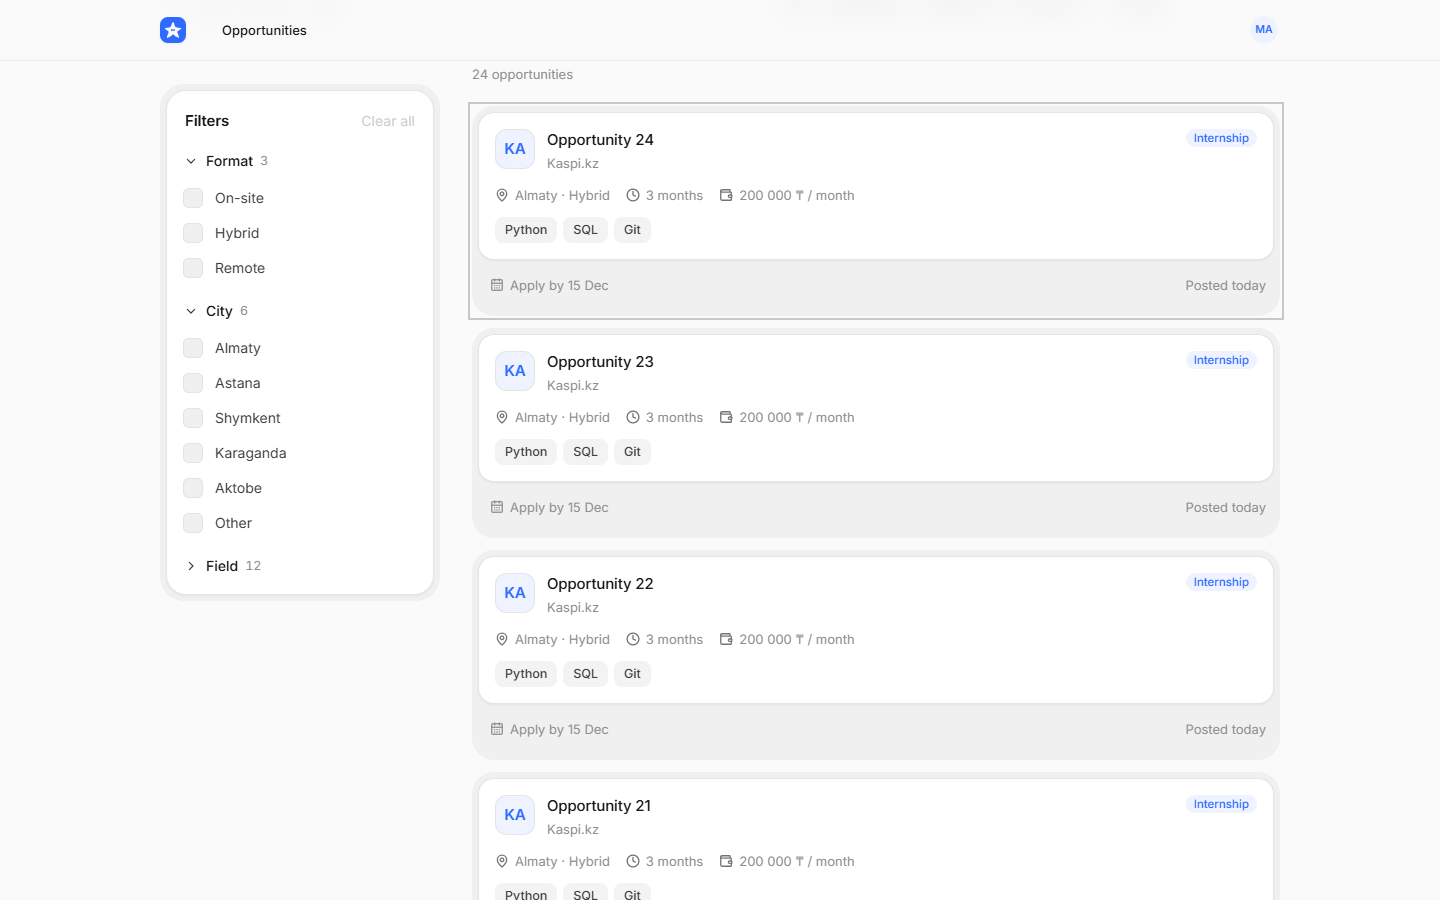 Opportunities
MA
24 opportunities
Filters
Clear all
Format 3
On-site
Hybrid
Remote
City 6
Almaty
Astana
Shymkent
Karaganda
Aktobe
Other
Field 12
KA
Opportunity 24
Internship
Kaspi.kz
Almaty · Hybrid
3 months
200 000 ₸ / month
Python
SQL
Git
Apply by 15 Dec
Posted today
KA
Opportunity 23
Internship
Kaspi.kz
Almaty · Hybrid
3 months
200 000 ₸ / month
Python
SQL
Git
Apply by 15 Dec
Posted today
KA
Opportunity 22
Internship
Kaspi.kz
Almaty · Hybrid
3 months
200 000 ₸ / month
Python
SQL
Git
Apply by 15 Dec
Posted today
KA
Opportunity 21
Internship
Kaspi.kz
Almaty · Hybrid
3 months
200 000 ₸ / month
Python
SQL
Git